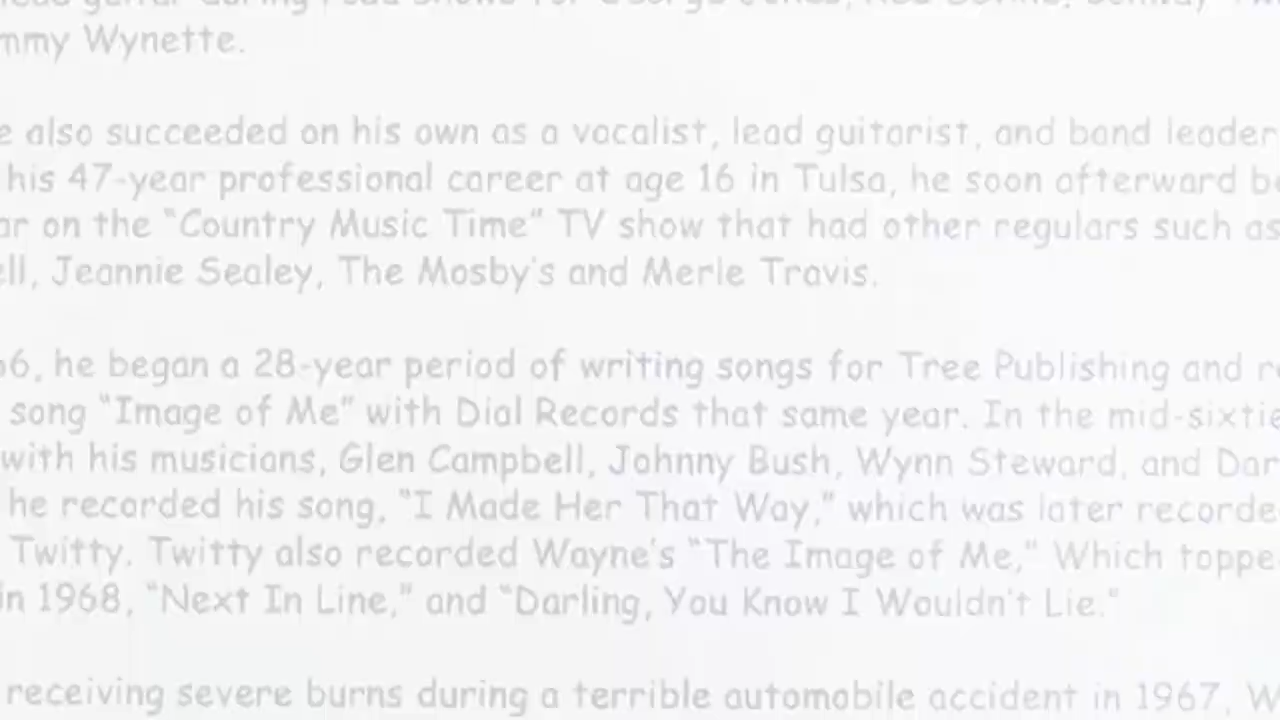 mmy Wynette.
e also succeeded on his own as a vocalist, lead guitarist, and band leader
his 47-year professional career at age 16 in Tulsa, he soon afterward be
ar on the “Country Music Time” TV show that had other regulars such as
ell, Jeannie Sealey, The Mosby's and Merle Travis.
66, he began a 28-year period of writing songs for Tree Publishing and re
song “Image of Me” with Dial Records that same year. In the mid-sixtie
with his musicians, Glen Campbell, Johnny Bush, Wynn Steward, and Dar
he recorded his song, “I Made Her That Way,” which was later recorde
Twitty. Twitty also recorded Wayne's “The Image of Me,” Which toppe
in 1968, “Next In Line,” and “Darling, You Know I Wouldn't Lie.”
receiving severe burns during a terrible automobile accident in 1967, W